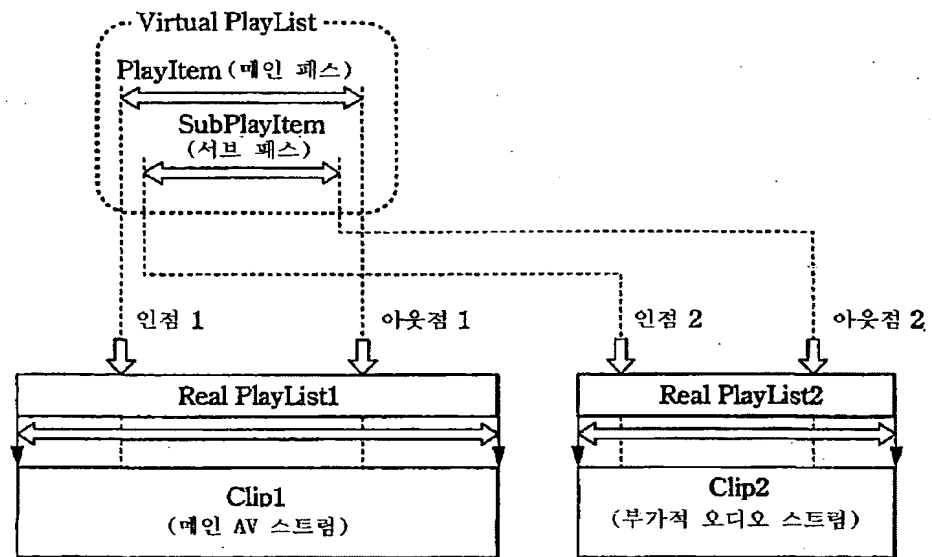 Virtual PlayList
PlayItem (메인 패스)
SubPlayItem
(서브 패스)
인점 1
아웃점 1
인점 2
아웃점 2
Real PlayList1
Real PlayList2
Clip1
(메인 AV 스트림)
Clip2
(부가적 오디오 스트림)